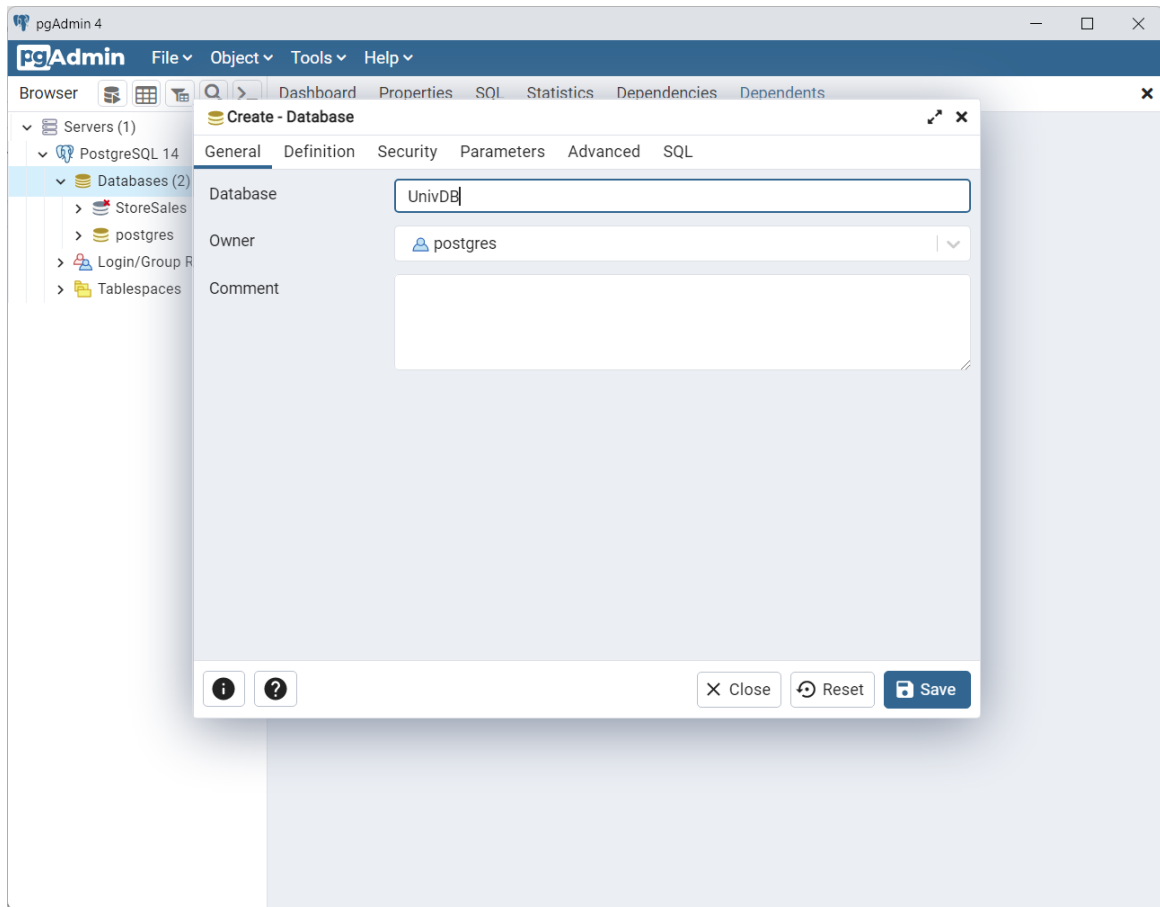 pgAdmin 4
pgAdmin File Object Tools Help
Browser Dashboard Properties SQL Statistics Dependencies Dependents
Servers (1)
PostgreSQL 14
Databases (2)
StoreSales
postgres
Login/Group R
Tablespaces
Create - Database
General Definition Security Parameters Advanced SQL
Database UnivDB
Owner postgres
Comment
Close Reset Save